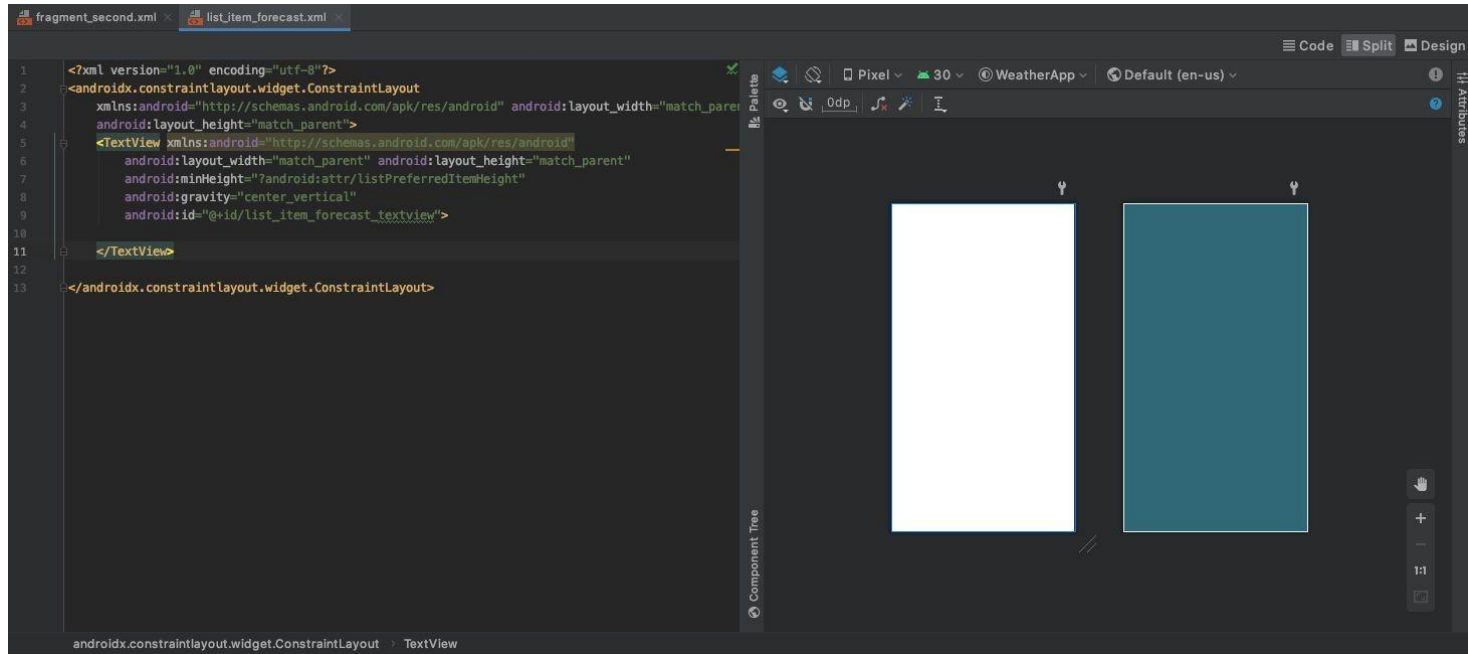 fragment_second.xml
list_item_forecast.xml
Code
Split
Design
1 <?xml version="1.0" encoding="utf-8"?>
2 <androidx.constraintlayout.widget.ConstraintLayout
3 xmlns:android="http://schemas.android.com/apk/res/android" android:layout_width="match_paren
4 android:layout_height="match_parent">
5 <TextView xmlns:android="http://schemas.android.com/apk/res/android"
6 android:layout_width="match_parent" android:layout_height="match_parent"
7 android:minHeight="?android:attr/listPreferredItemHeight"
8 android:gravity="center_vertical"
9 android:id="@+id/list_item_forecast_textview">
10
11 </TextView>
12
13 </androidx.constraintlayout.widget.ConstraintLayout>
Palette
Pixel
30
WeatherApp
Default (en-us)
0dp
Attributes
Component Tree
1:1
androidx.constraintlayout.widget.ConstraintLayout
TextView